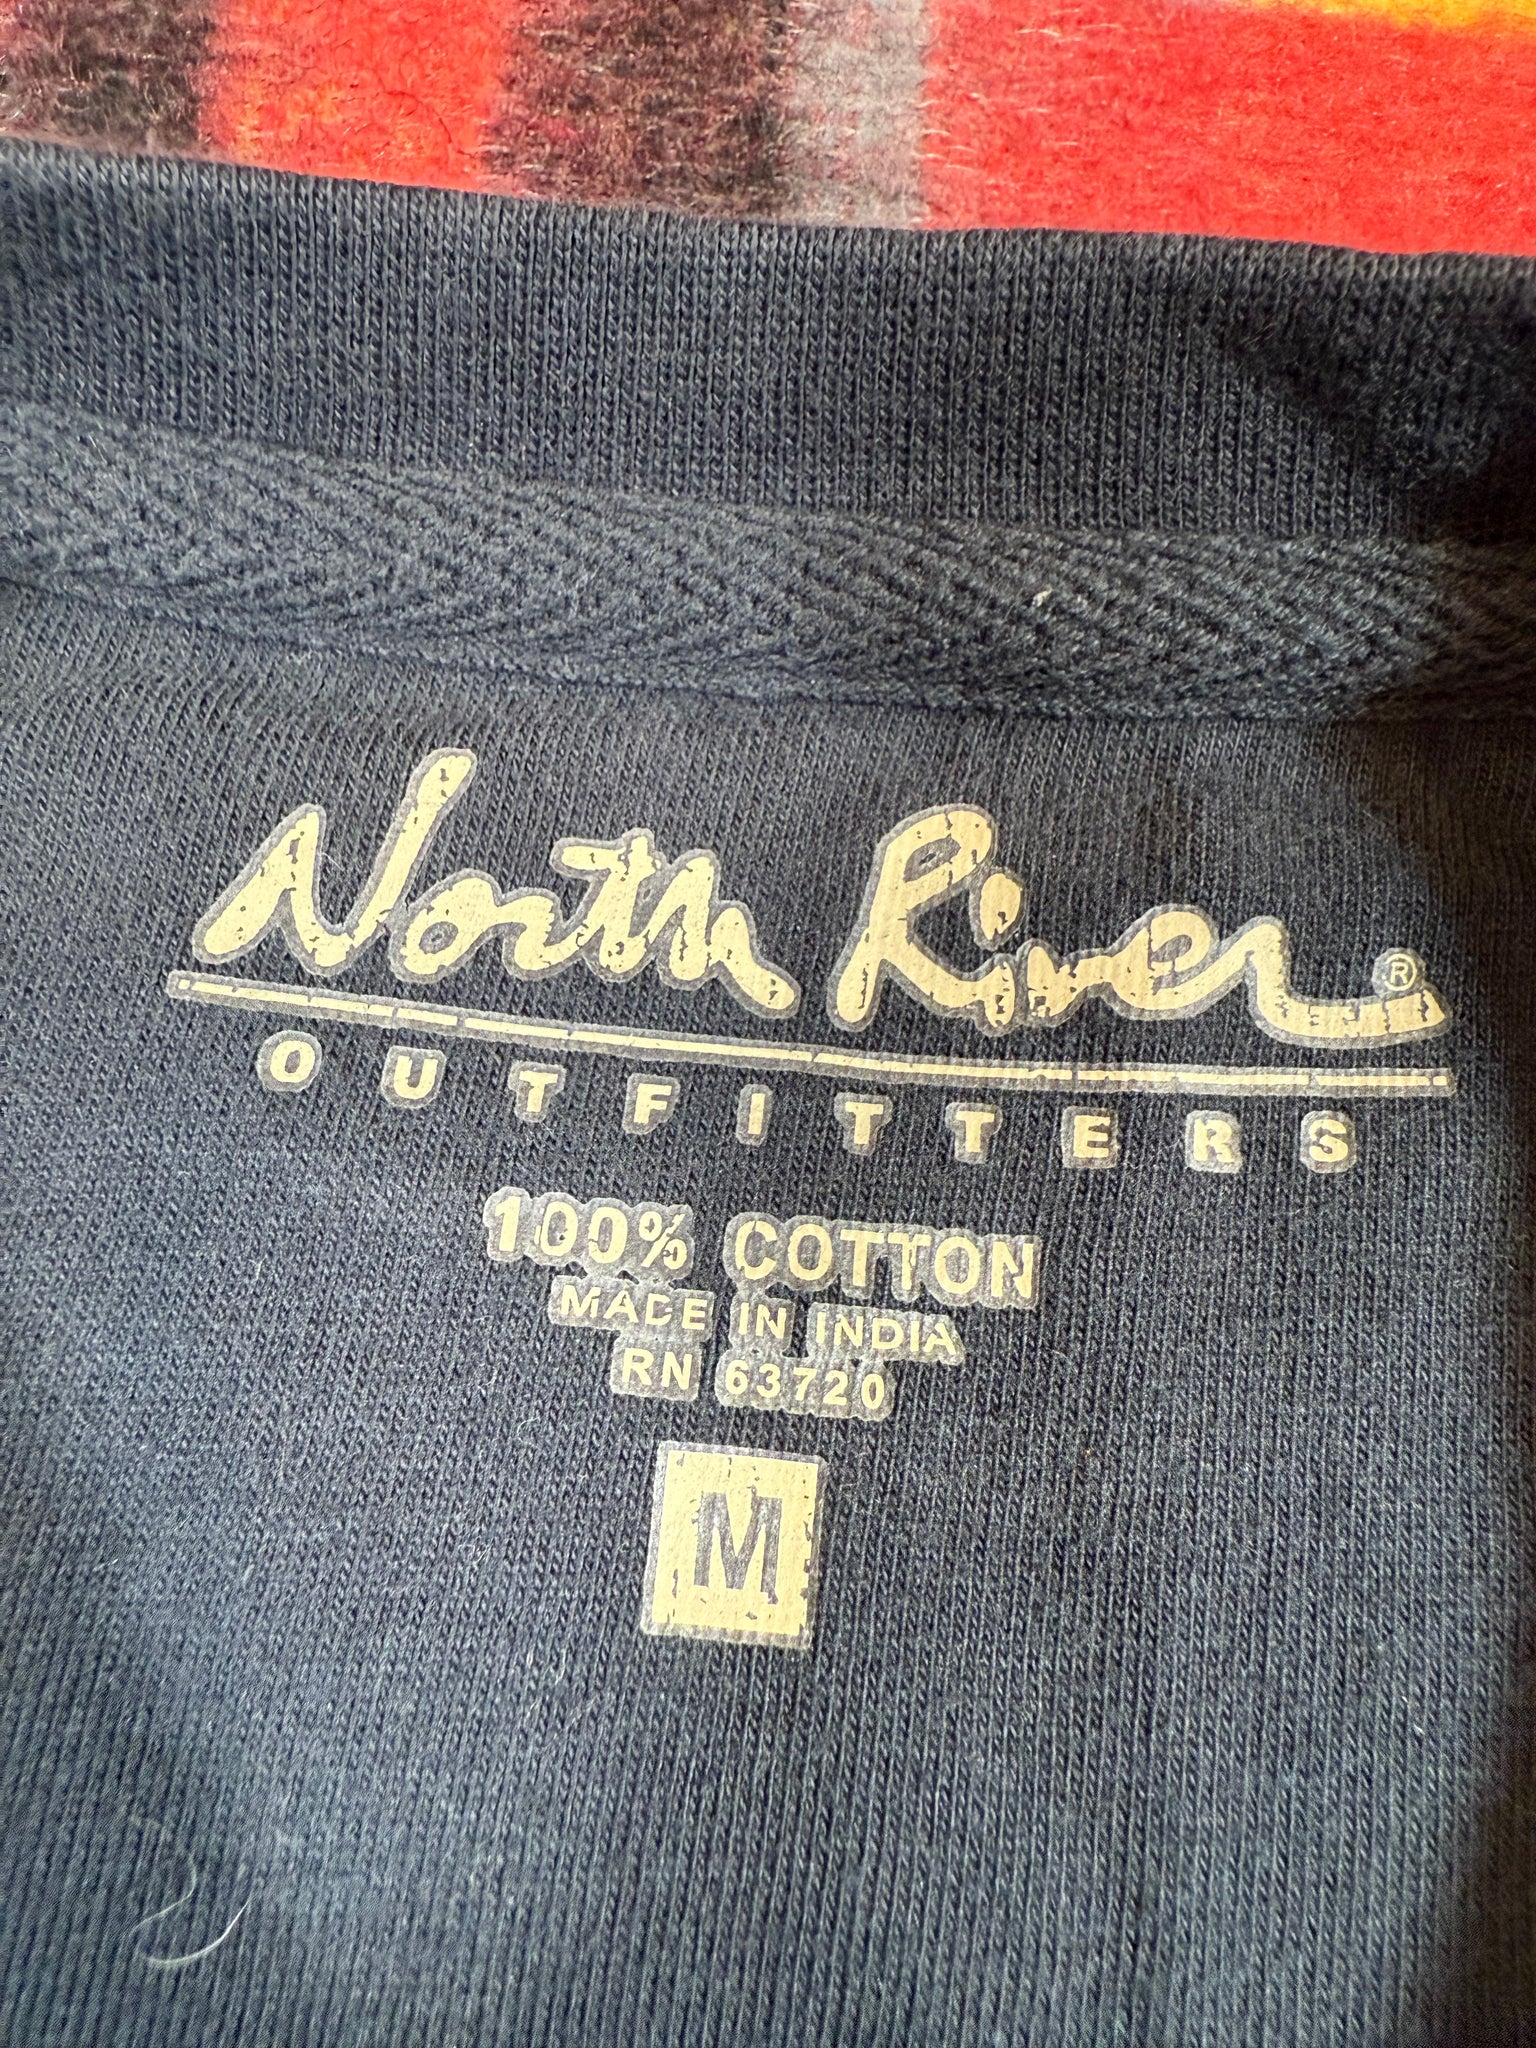 North River®
OUTFITTERS
100% COTTON
MADE IN INDIA
RN 63720
M